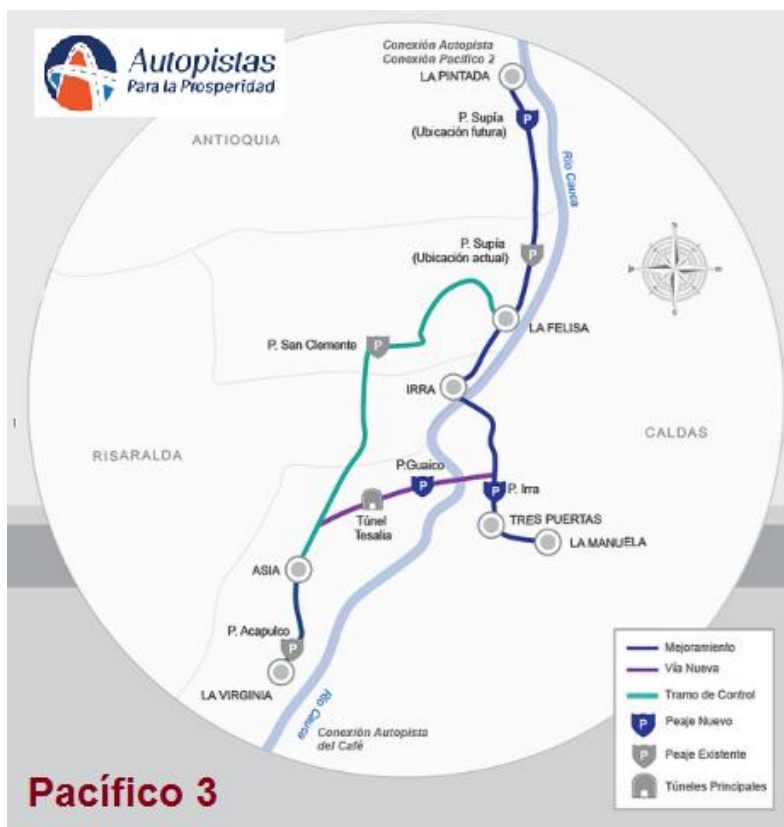 Autopistas
Para la Prosperidad
Conexión Autopista
Conexión Pacífico 2
LA PINTADA
P. Supía
(Ubicación futura)
ANTIOQUIA
Río Cauca
P. Supía
(Ubicación actual)
LA FELISA
P. San Clemente
IRRA
CALDAS
RISARALDA
P.Guaico
P. Irra
Túnel
Tesalia
TRES PUERTAS
LA MANUELA
ASIA
P. Acapulco
LA VIRGINIA
Río Cauca
Conexión Autopista
del Café
Mejoramiento
Vía Nueva
Tramo de Control
P Peaje Nuevo
P Peaje Existente
Túneles Principales
Pacífico 3